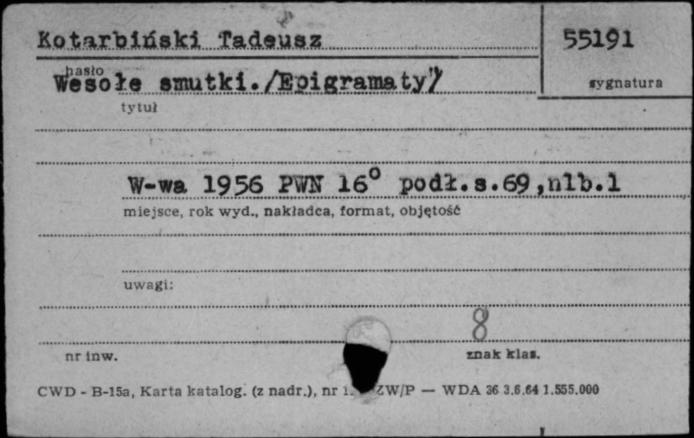 Kotarbiński Tadeusz 55191
hasło
Wesołe smutki./Epigramaty"/ sygnatura
tytuł
W-wa 1956 PWN 16° podł.s.69,nlb.1
miejsce, rok wyd., nakładca, format, objętość
uwagi:
8
nr inw. znak klas.
CWD - B-15a, Karta katalog. (z nadr.), nr ZW/P — WDA 36 3.6.64 1.555.000